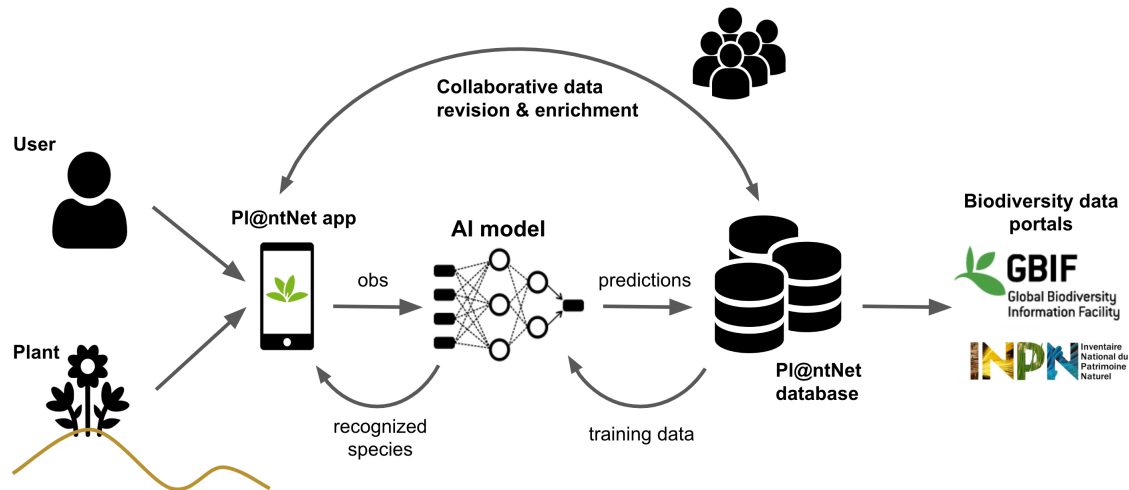 Collaborative data
revision & enrichment
User
Pl@ntNet app
AI model
Biodiversity data
portals
obs
predictions
GBIF
Global Biodiversity
Information Facility
Plant
INPN
Inventaire
National du
Patrimoine
Naturel
Pl@ntNet
database
recognized
species
training data